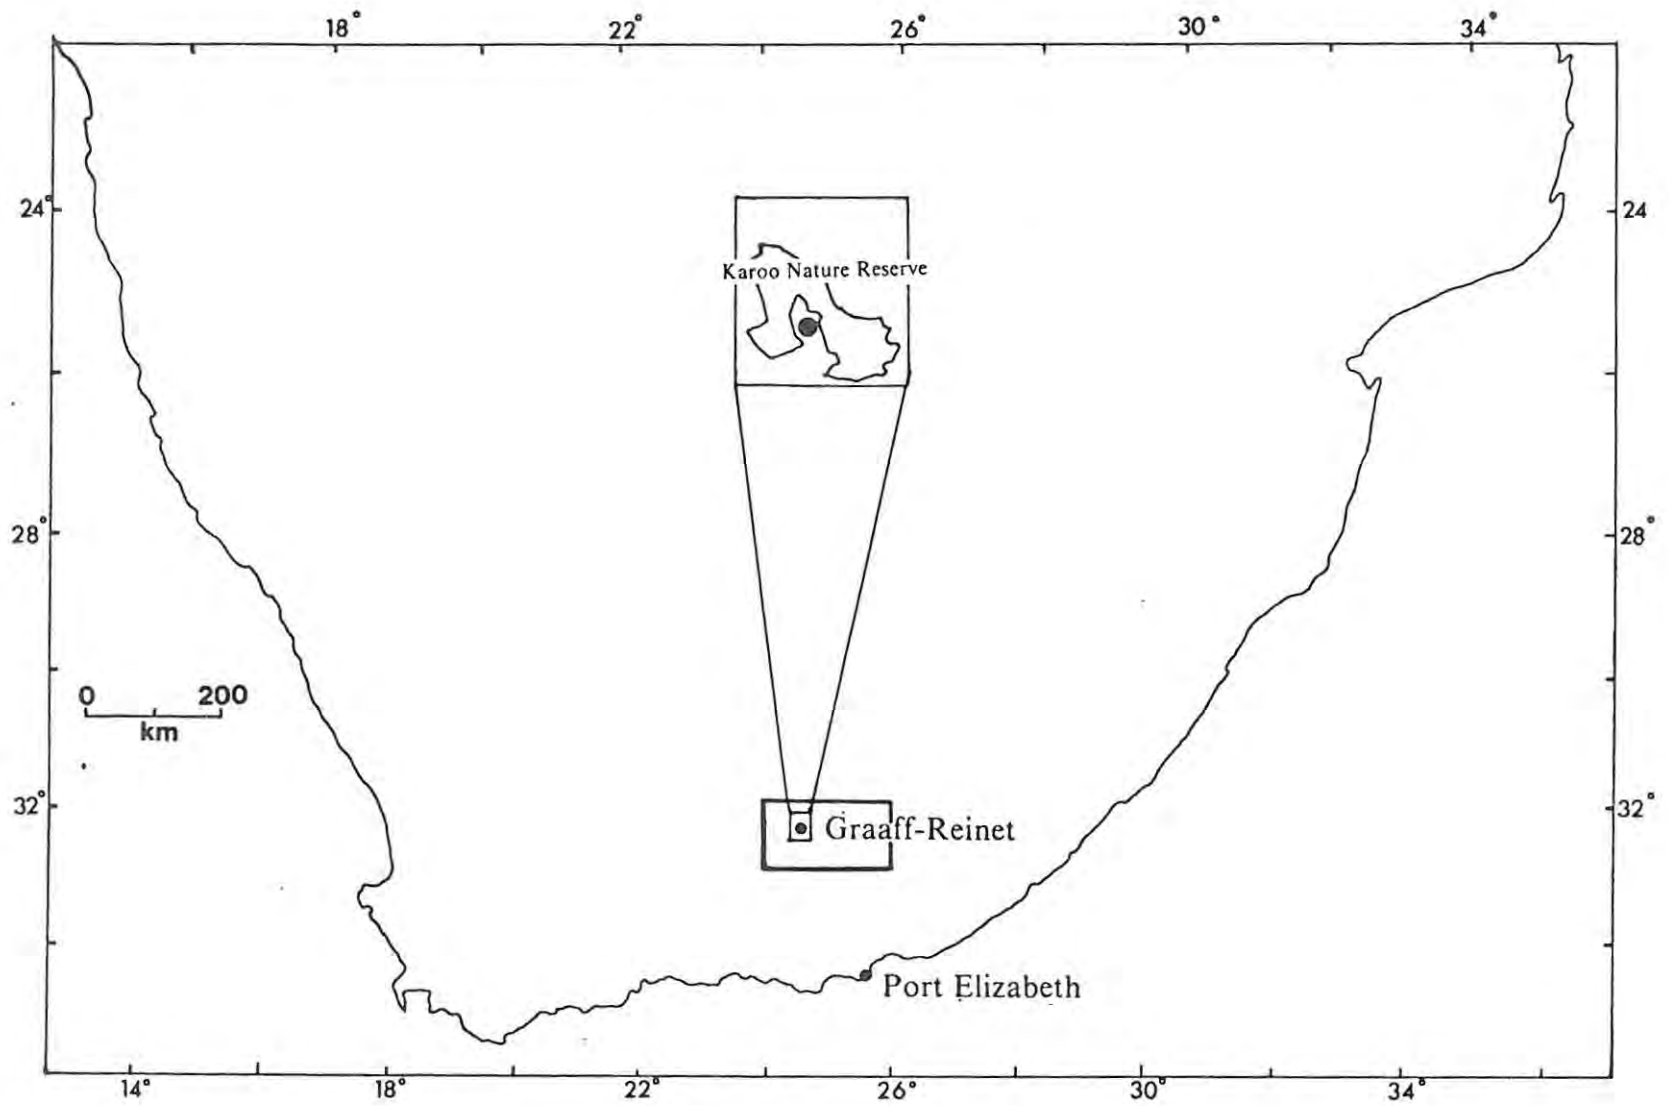 18° 22° 26° 30° 34°
24° 24
Karoo Nature Reserve
28° 28°
0 200
km
32° 32°
Graaff-Reinet
Port Elizabeth
14° 18° 22° 26° 30° 34°